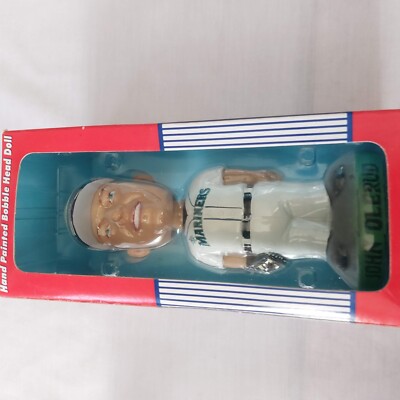 Hand Painted Bobble Head Doll
MARINERS
JOHN OLERUD